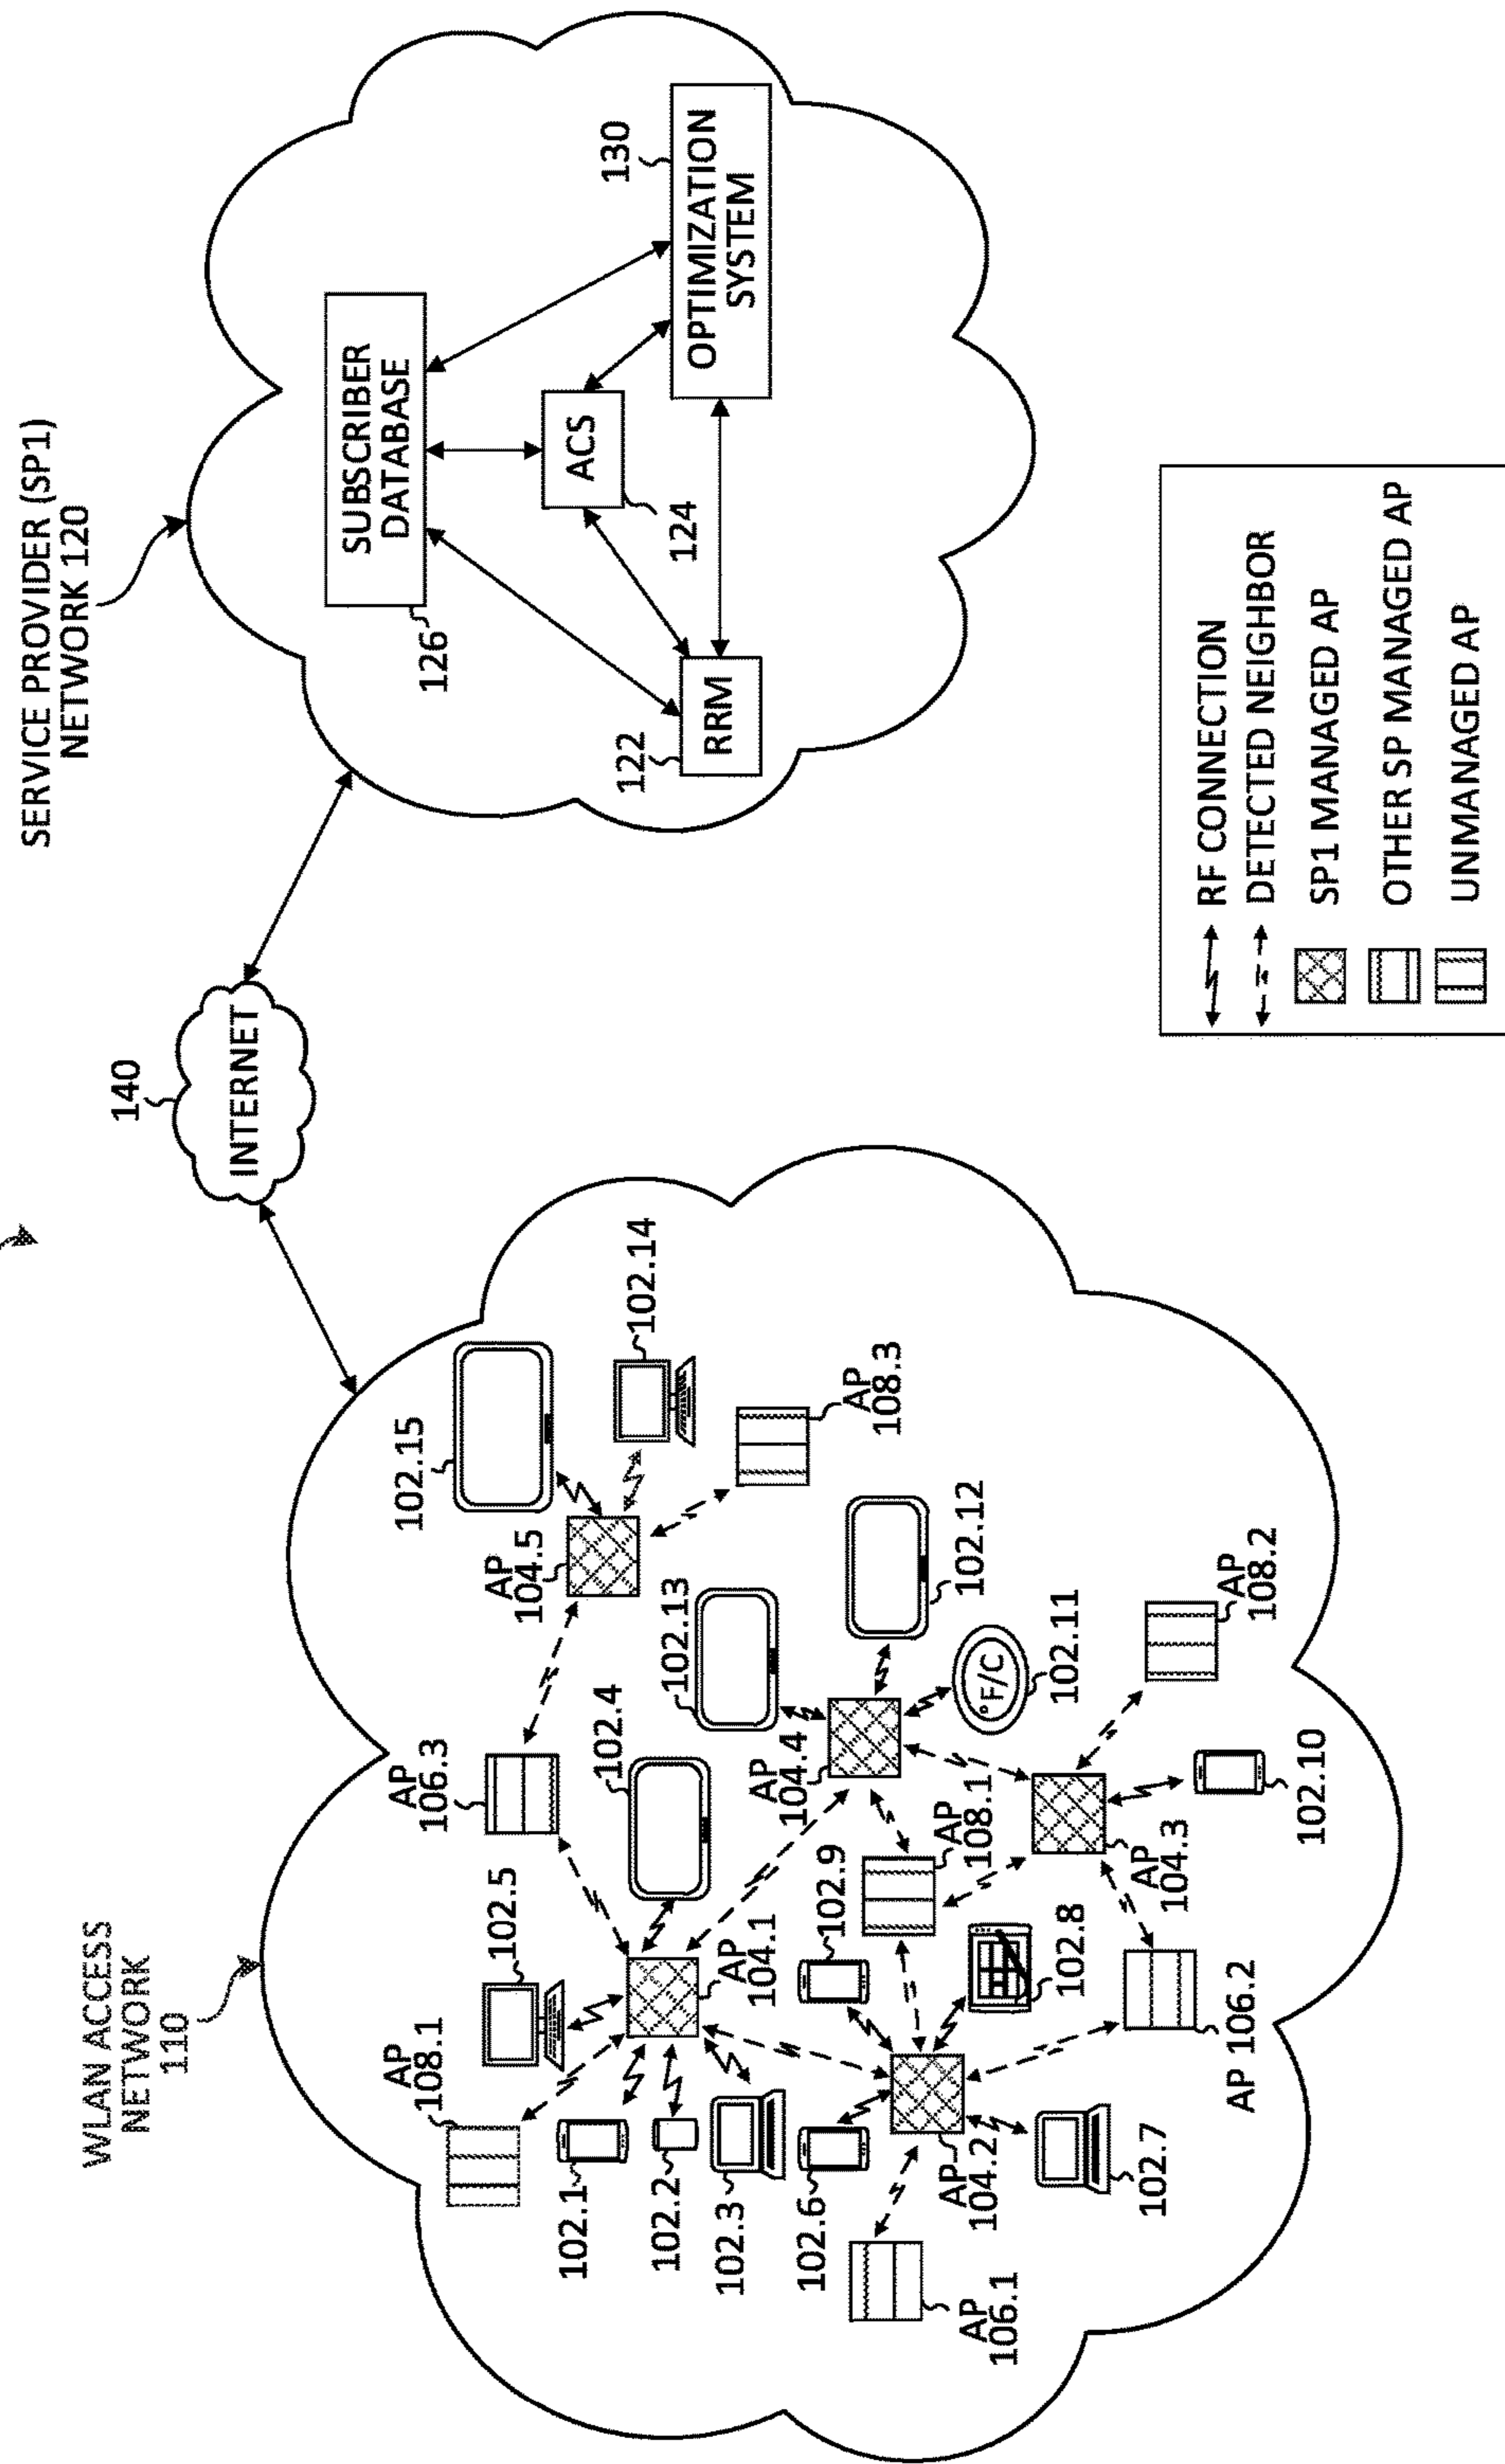 WLAN ACCESS
NETWORK
110
140
INTERNET
SERVICE PROVIDER (SP1)
NETWORK 120
AP
108.1
102.5
AP
106.3
102.15
102.1
102.4
AP
104.5
102.14
102.2
102.3
AP
104.1
102.13
AP
108.3
102.6
102.9
AP
104.4
102.12
AP
106.1
AP
104.2
102.8
AP
108.1
°F/C
102.11
102.7
AP 106.2
AP
104.3
102.10
AP
108.2
126
SUBSCRIBER
DATABASE
ACS
124
122
RRM
130
OPTIMIZATION
SYSTEM
RF CONNECTION
DETECTED NEIGHBOR
SP1 MANAGED AP
OTHER SP MANAGED AP
UNMANAGED AP